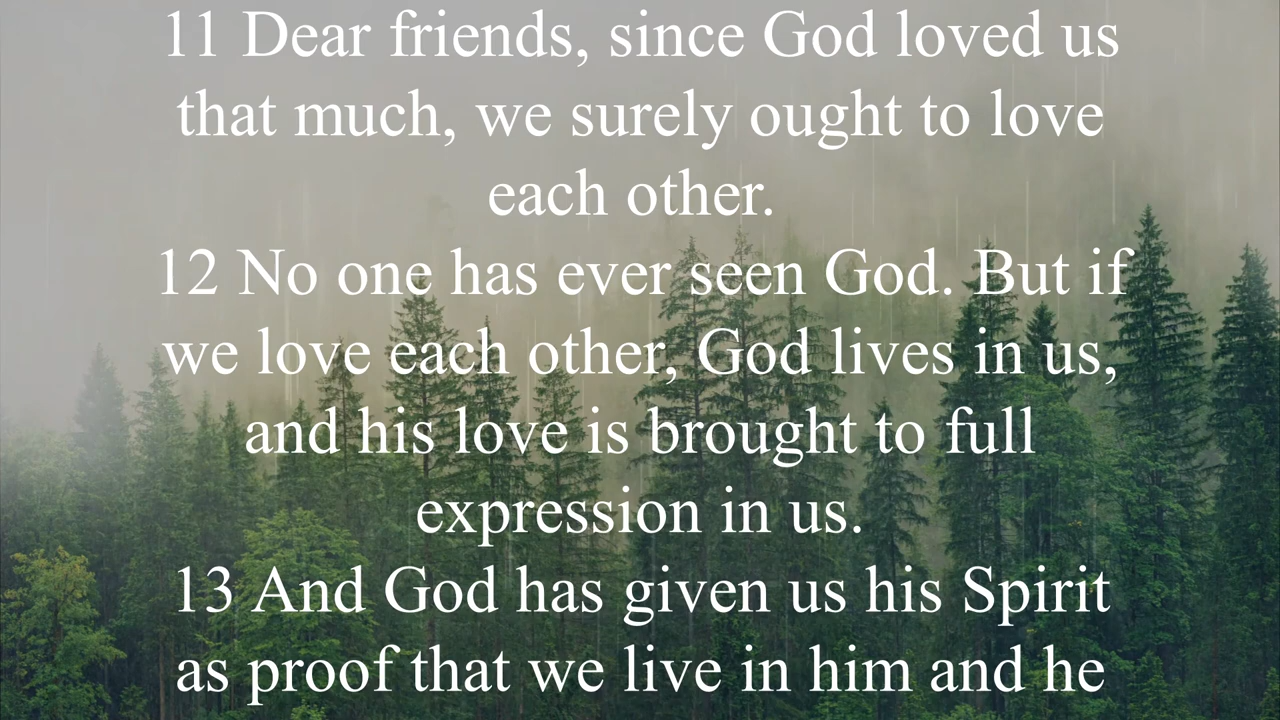 11 Dear friends, since God loved us
that much, we surely ought to love
each other.
12 No one has ever seen God. But if
we love each other, God lives in us,
and his love is brought to full
expression in us.
13 And God has given us his Spirit
as proof that we live in him and he